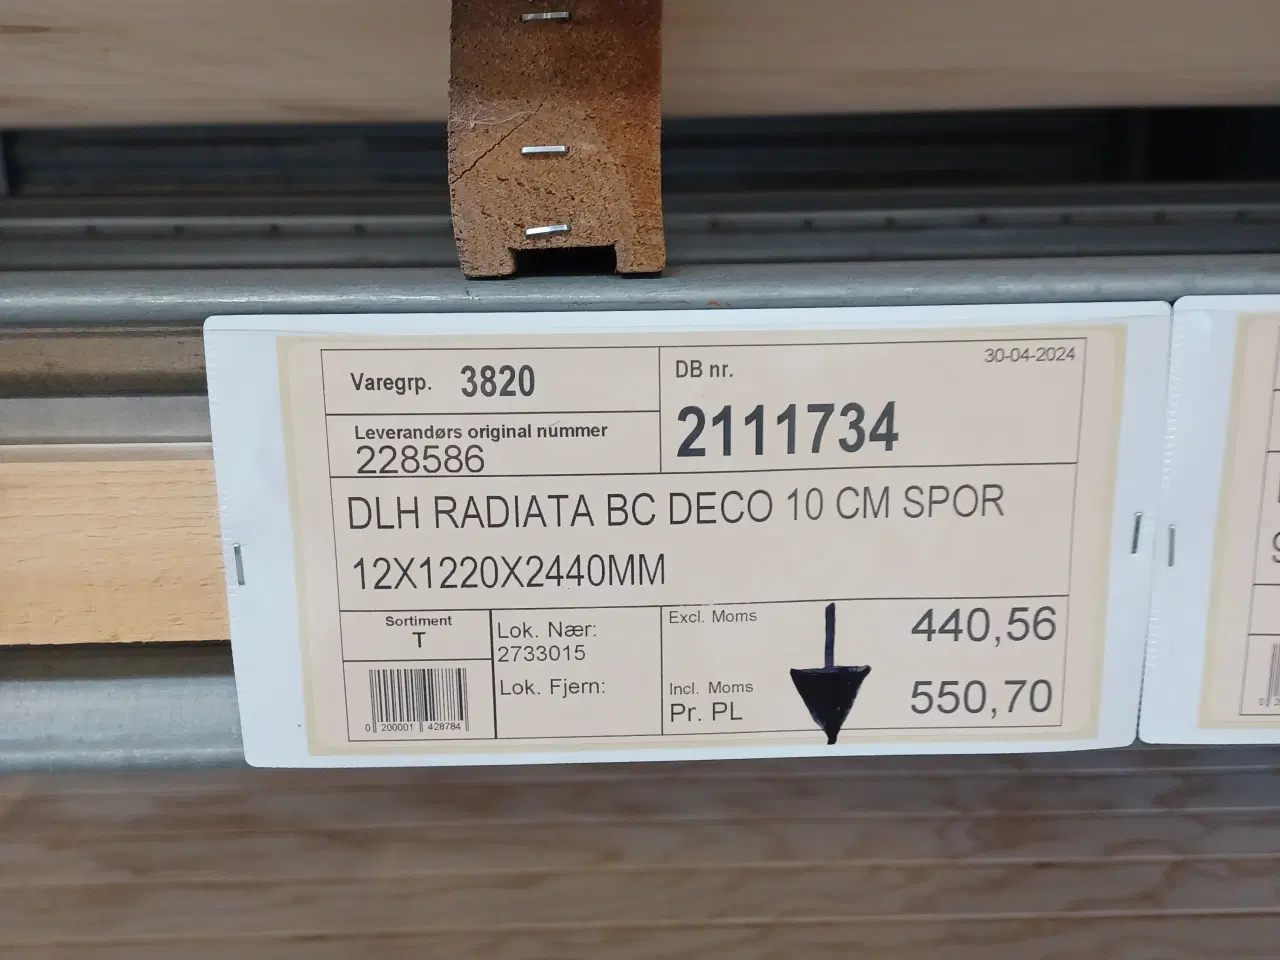 Varegrp. 3820
DB nr.
30-04-2024
2111734
Leverandørs original nummer
228586
DLH RADIATA BC DECO 10 CM SPOR
12X1220X2440MM
Sortiment
T
Lok. Nær:
2733015
Lok. Fjern:
Excl. Moms 440,56
Incl. Moms 550,70
Pr. PL
0 200001 428784